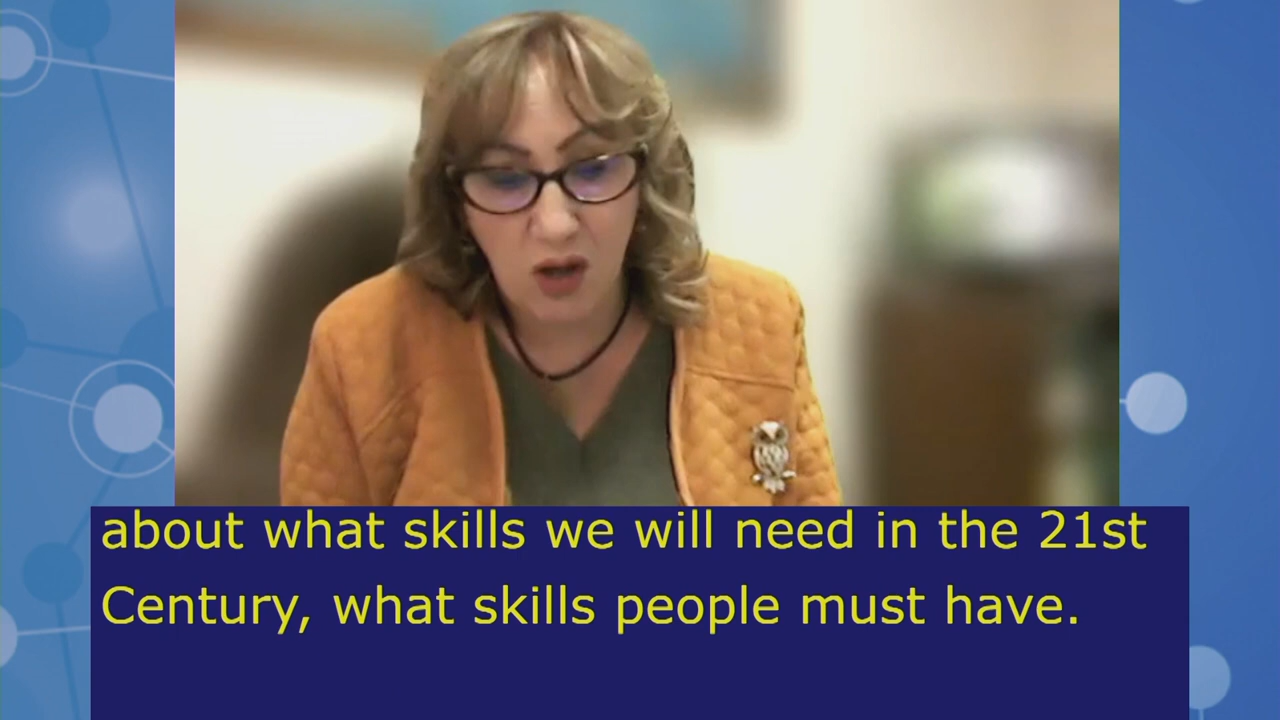 about what skills we will need in the 21st
Century, what skills people must have.